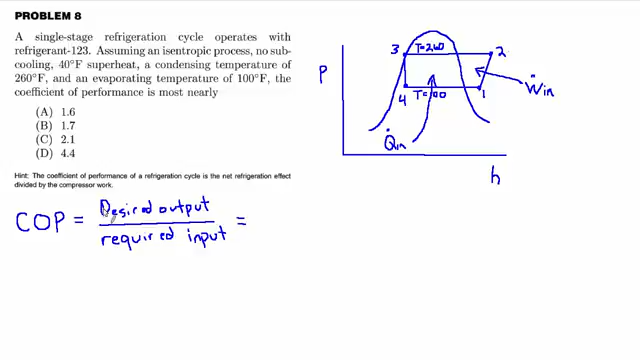 PROBLEM 8
A single-stage refrigeration cycle operates with
refrigerant-123. Assuming an isentropic process, no sub-
cooling, 40°F superheat, a condensing temperature of
260°F, and an evaporating temperature of 100°F, the
coefficient of performance is most nearly
(A) 1.6
(B) 1.7
(C) 2.1
(D) 4.4
Hint: The coefficient of performance of a refrigeration cycle is the net refrigeration effect
divided by the compressor work.
COP = Desired output =
required input
P
3
T=260
2
4
T=100
1
Ẇin
Q̇in
h